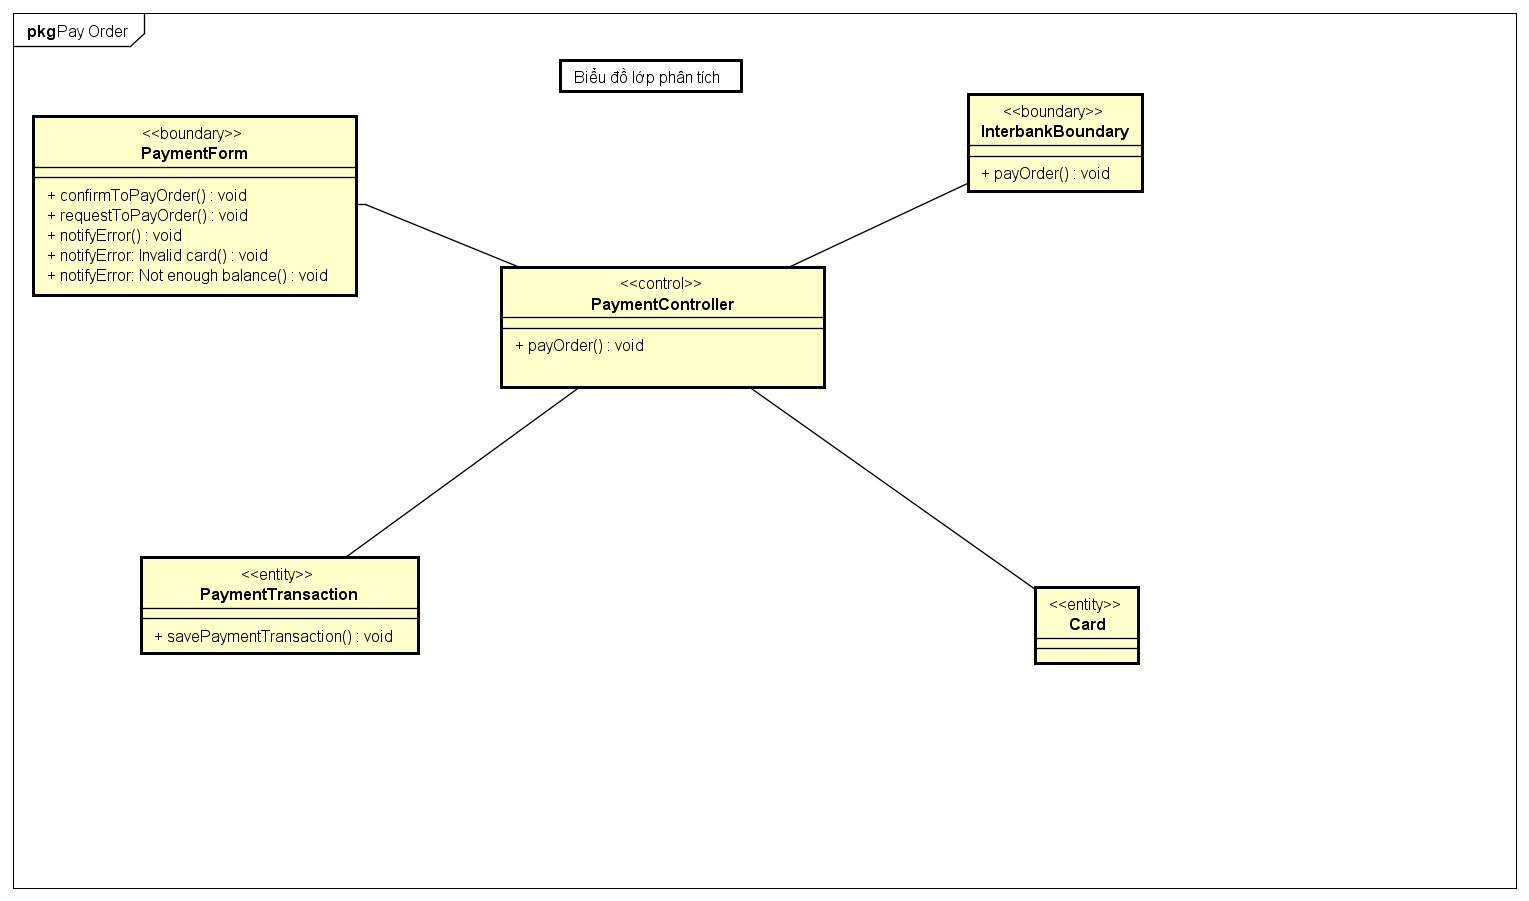 pkgPay Order
Biểu đồ lớp phân tích
<<boundary>>
PaymentForm
+ confirmToPayOrder() : void
+ requestToPayOrder() : void
+ notifyError() : void
+ notifyError: Invalid card() : void
+ notifyError: Not enough balance() : void
<<boundary>>
InterbankBoundary
+ payOrder() : void
<<control>>
PaymentController
+ payOrder() : void
<<entity>>
PaymentTransaction
+ savePaymentTransaction() : void
<<entity>>
Card